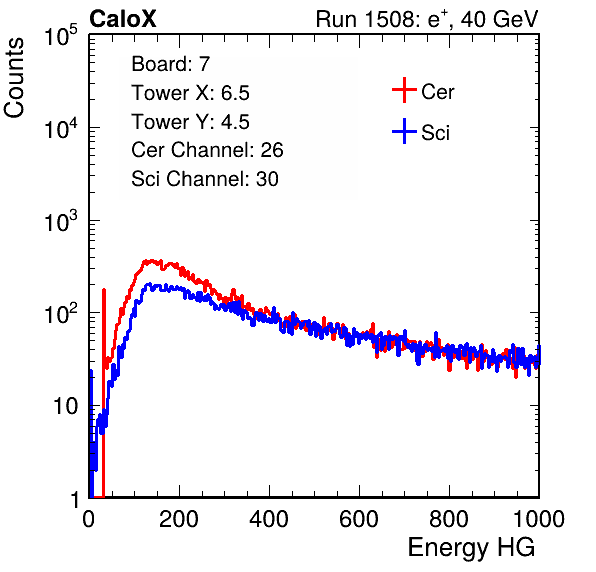 CaloX Run 1508: e⁺, 40 GeV
Counts
10⁵
10⁴
10³
10²
10
1
Board: 7
Tower X: 6.5
Tower Y: 4.5
Cer Channel: 26
Sci Channel: 30
Cer
Sci
0 200 400 600 800 1000
Energy HG